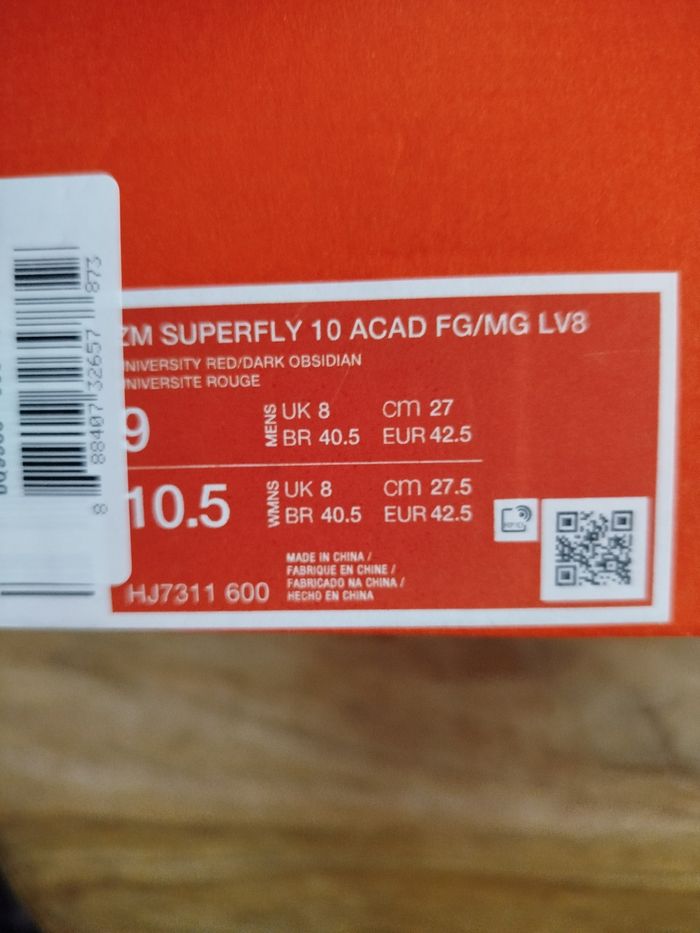 ZM SUPERFLY 10 ACAD FG/MG LV8
UNIVERSITY RED/DARK OBSIDIAN
UNIVERSITE ROUGE
9 MENS UK 8 cm 27
BR 40.5 EUR 42.5
10.5 WMNS UK 8 cm 27.5
BR 40.5 EUR 42.5
MADE IN CHINA /
FABRIQUE EN CHINE /
FABRICADO NA CHINA /
HECHO EN CHINA
HJ7311 600
8 88407 32657 873